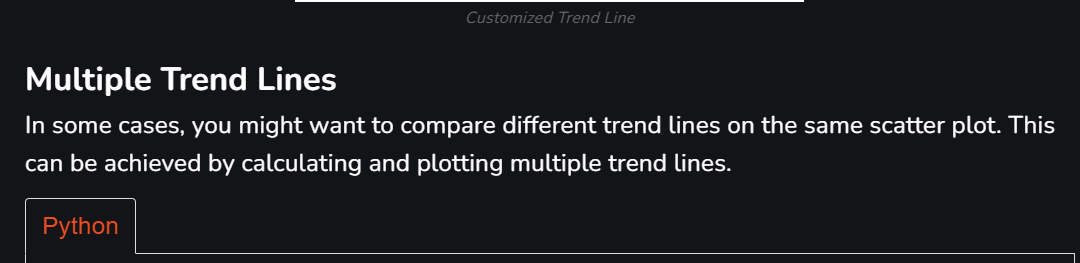 Customized Trend Line
Multiple Trend Lines
In some cases, you might want to compare different trend lines on the same scatter plot. This
can be achieved by calculating and plotting multiple trend lines.
Python